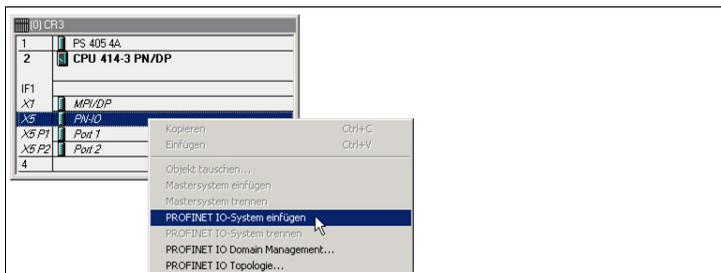 (0) CR3
1 PS 405 4A
2 CPU 414-3 PN/DP
IF1
X1 MPI/DP
X5 PN-IO
X5 P1 Port 1
X5 P2 Port 2
4
Kopieren Ctrl+C
Einfügen Ctrl+V
Objekt tauschen...
Mastersystem einfügen
Mastersystem trennen
PROFINET IO-System einfügen
PROFINET IO-System trennen
PROFINET IO Domain Management...
PROFINET IO Topologie...